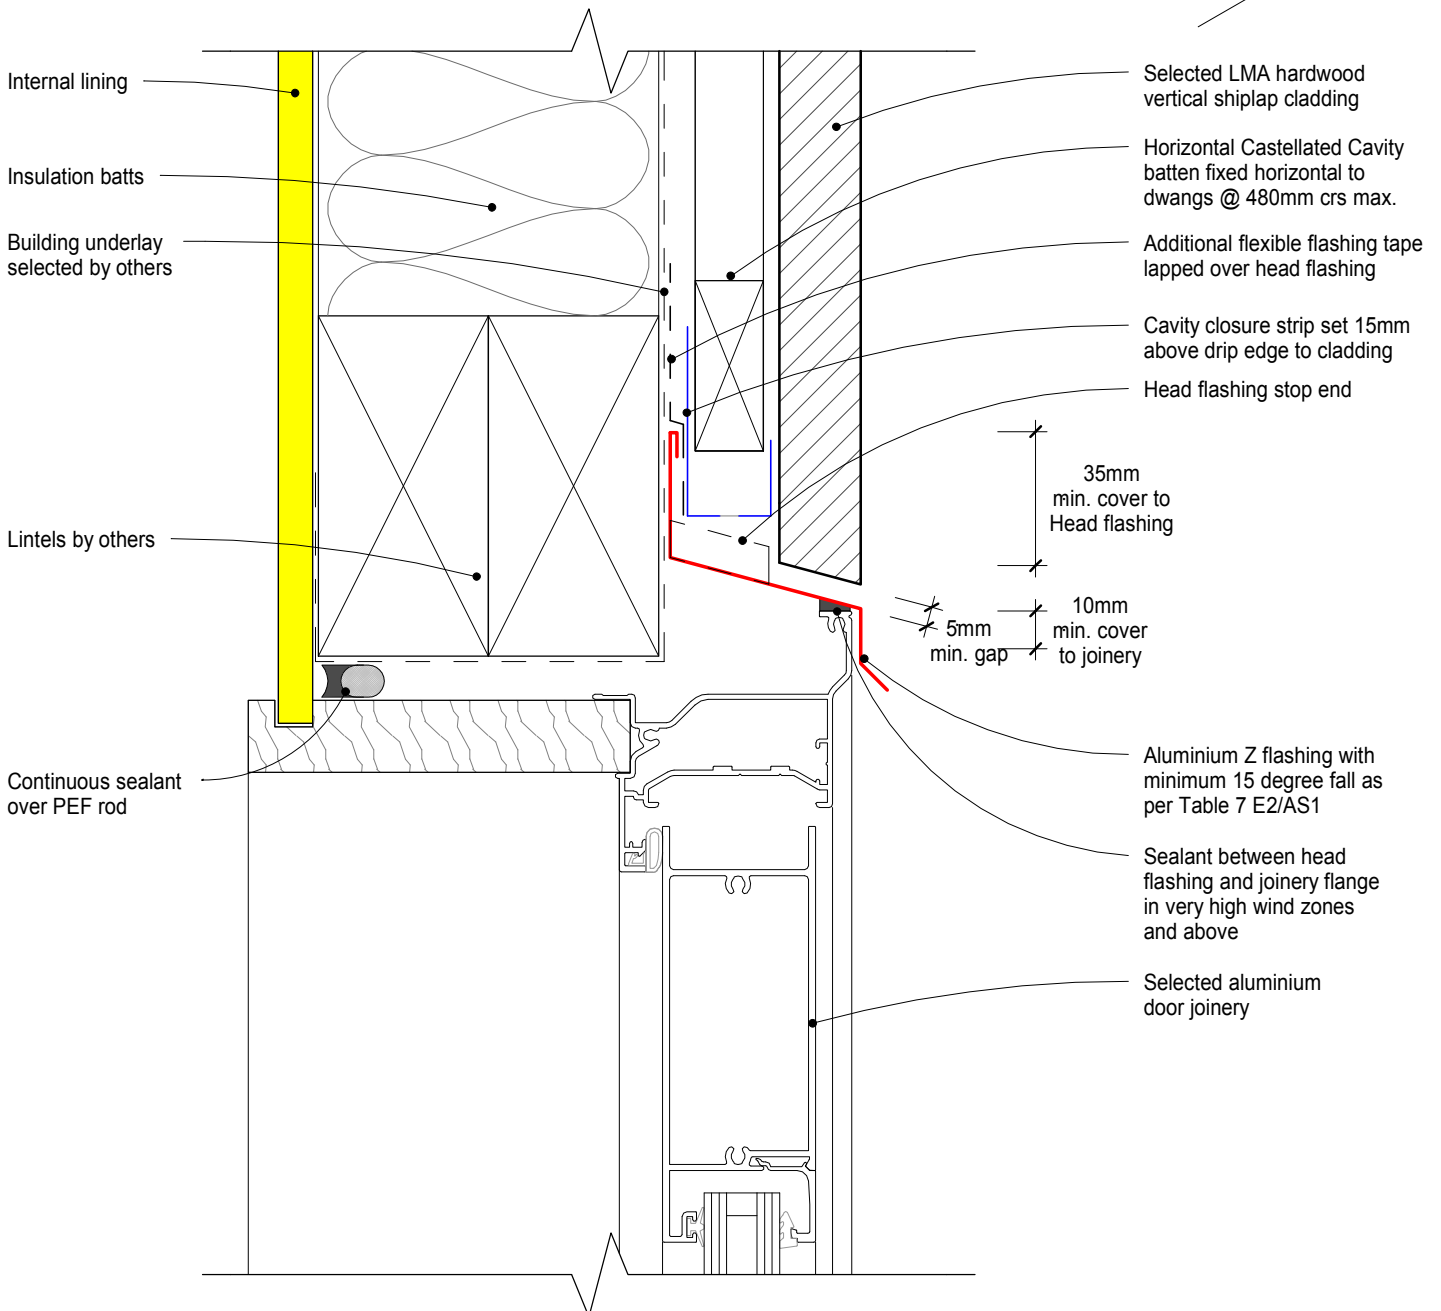 Internal lining
Insulation batts
Building underlay
selected by others
Lintels by others
Continuous sealant
over PEF rod
Selected LMA hardwood
vertical shiplap cladding
Horizontal Castellated Cavity
batten fixed horizontal to
dwangs @ 480mm crs max.
Additional flexible flashing tape
lapped over head flashing
Cavity closure strip set 15mm
above drip edge to cladding
Head flashing stop end
35mm
min. cover to
Head flashing
10mm
min. cover
to joinery
5mm
min. gap
Aluminium Z flashing with
minimum 15 degree fall as
per Table 7 E2/AS1
Sealant between head
flashing and joinery flange
in very high wind zones
and above
Selected aluminium
door joinery